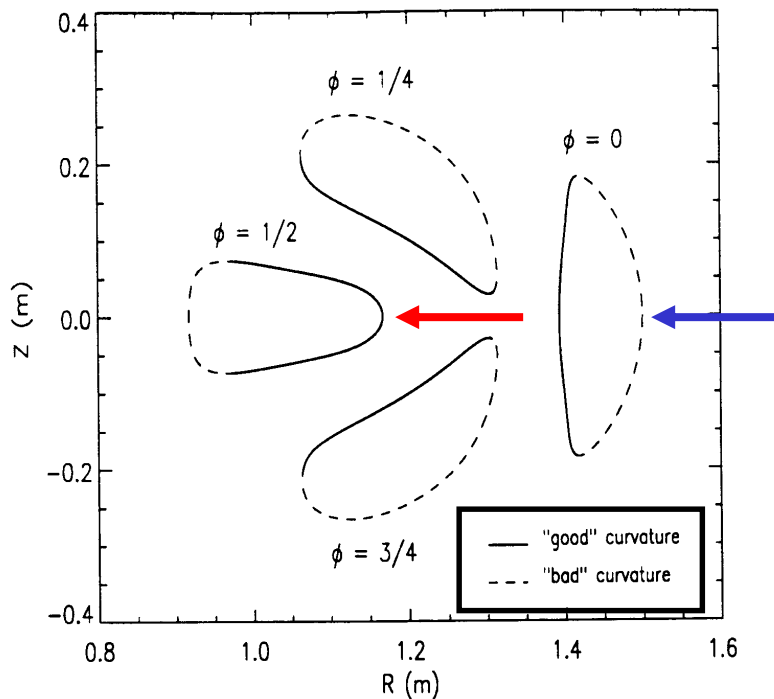 0.4
ϕ = 1/4
ϕ = 0
0.2
ϕ = 1/2
Z (m)
0.0
-0.2
ϕ = 3/4
"good" curvature
"bad" curvature
-0.4
0.8
1.0
1.2
1.4
1.6
R (m)